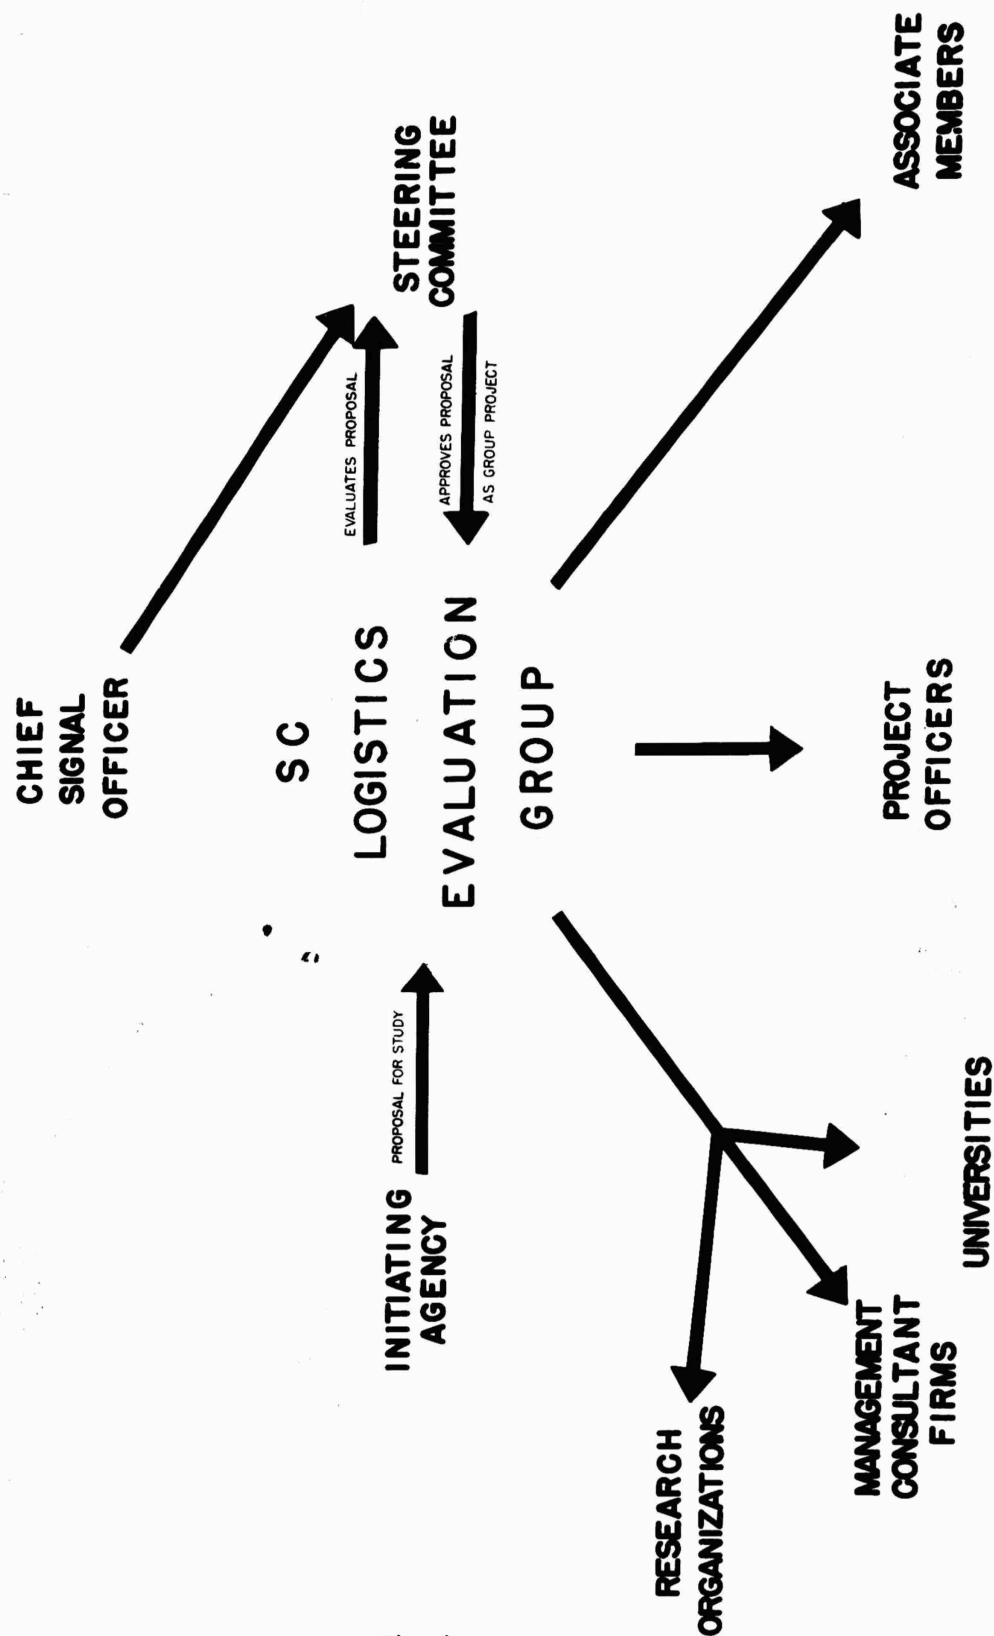 CHIEF
SIGNAL
OFFICER
SC
LOGISTICS
EVALUATION
GROUP
INITIATING
AGENCY
PROPOSAL FOR STUDY
EVALUATES PROPOSAL
STEERING
COMMITTEE
APPROVES PROPOSAL
AS GROUP PROJECT
RESEARCH
ORGANIZATIONS
MANAGEMENT
CONSULTANT
FIRMS
UNIVERSITIES
PROJECT
OFFICERS
ASSOCIATE
MEMBERS